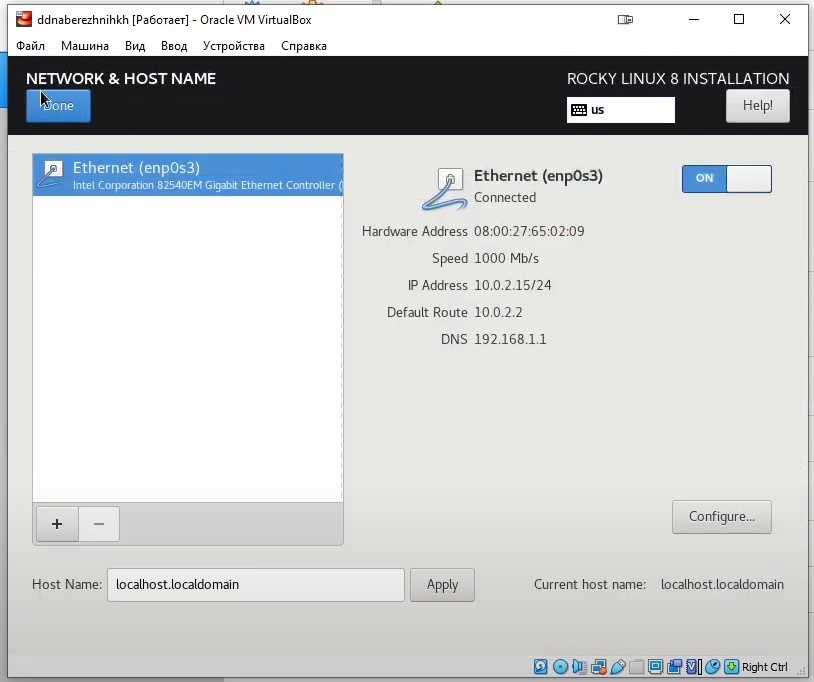 ddnaberezhnihkh [Работает] - Oracle VM VirtualBox
Файл Машина Вид Ввод Устройства Справка
NETWORK & HOST NAME
ROCKY LINUX 8 INSTALLATION
Done
us
Help!
Ethernet (enp0s3)
Intel Corporation 82540EM Gigabit Ethernet Controller (
Ethernet (enp0s3)
Connected
ON
Hardware Address 08:00:27:65:02:09
Speed 1000 Mb/s
IP Address 10.0.2.15/24
Default Route 10.0.2.2
DNS 192.168.1.1
+ −
Configure...
Host Name: localhost.localdomain Apply Current host name: localhost.localdomain
Right Ctrl